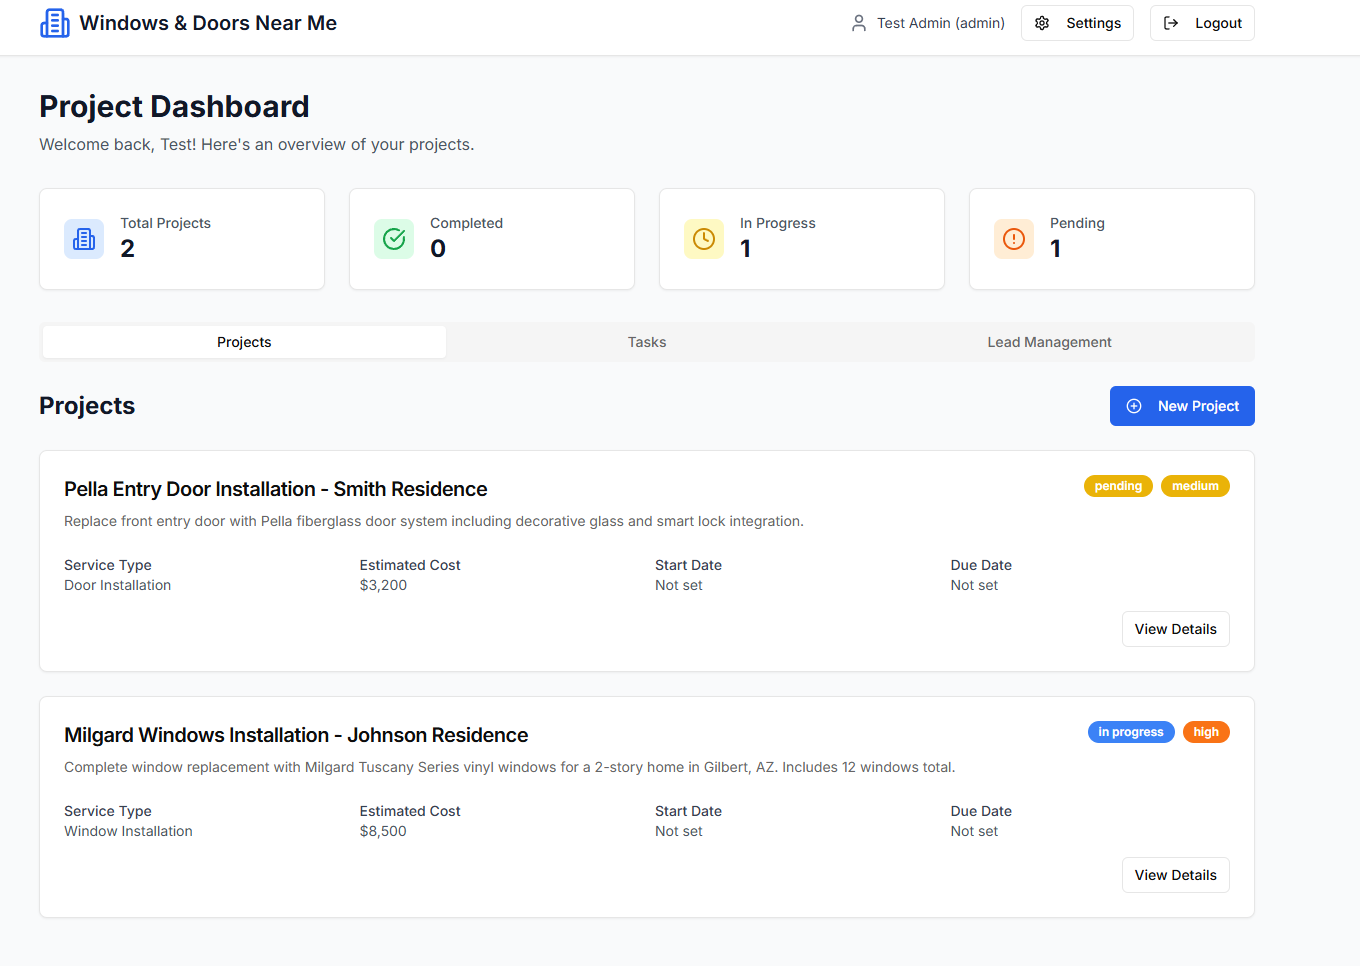 Windows & Doors Near Me
Test Admin (admin)
Settings
Logout
Project Dashboard
Welcome back, Test! Here's an overview of your projects.
Total Projects
2
Completed
0
In Progress
1
Pending
1
Projects
Tasks
Lead Management
Projects
New Project
Pella Entry Door Installation - Smith Residence
pending
medium
Replace front entry door with Pella fiberglass door system including decorative glass and smart lock integration.
Service Type
Door Installation
Estimated Cost
$3,200
Start Date
Not set
Due Date
Not set
View Details
Milgard Windows Installation - Johnson Residence
in progress
high
Complete window replacement with Milgard Tuscany Series vinyl windows for a 2-story home in Gilbert, AZ. Includes 12 windows total.
Service Type
Window Installation
Estimated Cost
$8,500
Start Date
Not set
Due Date
Not set
View Details